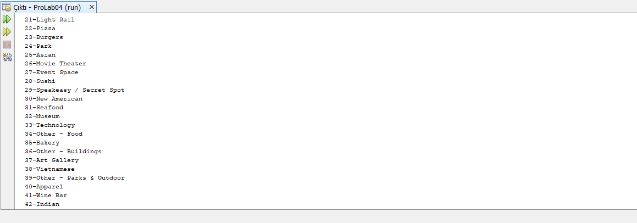 Çıktı - ProLab04 (run)
21-Light Rail
22-Pizza
23-Burgers
24-Park
25-Asian
26-Movie Theater
27-Event Space
28-Sushi
29-Speakeasy / Secret Spot
30-New American
31-Seafood
32-Museum
33-Technology
34-Other - Food
35-Bakery
36-Other - Buildings
37-Art Gallery
38-Vietnamese
39-Other - Parks & Outdoor
40-Apparel
41-Wine Bar
42-Indian